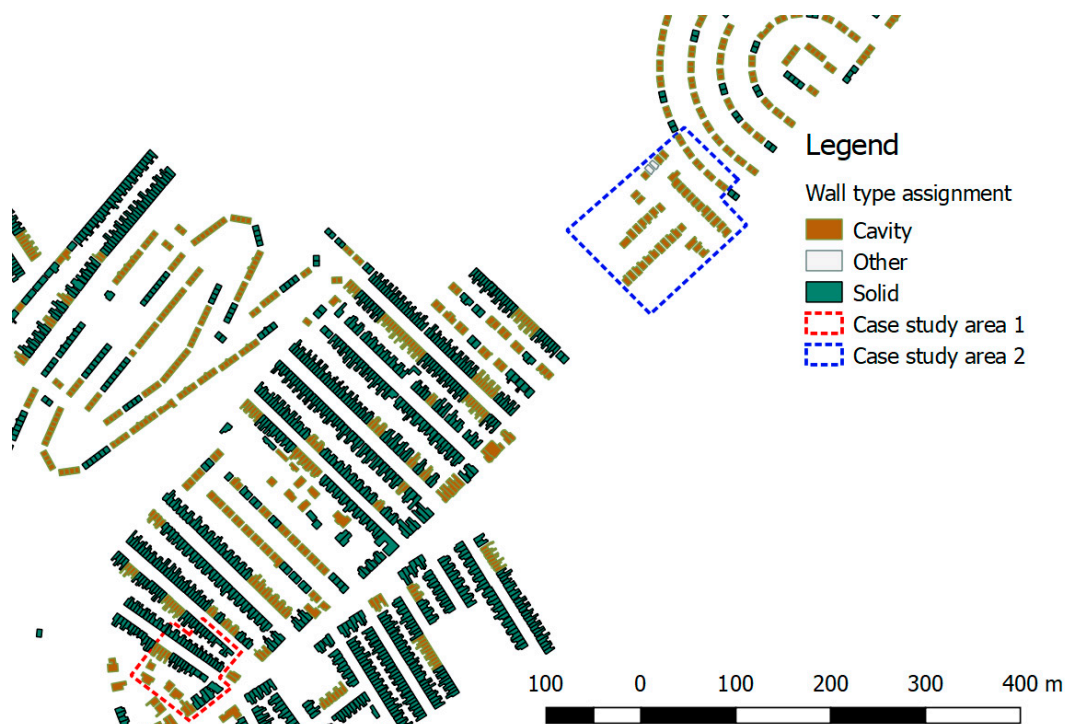 Legend
Wall type assignment
Cavity
Other
Solid
Case study area 1
Case study area 2
100 0 100 200 300 400 m